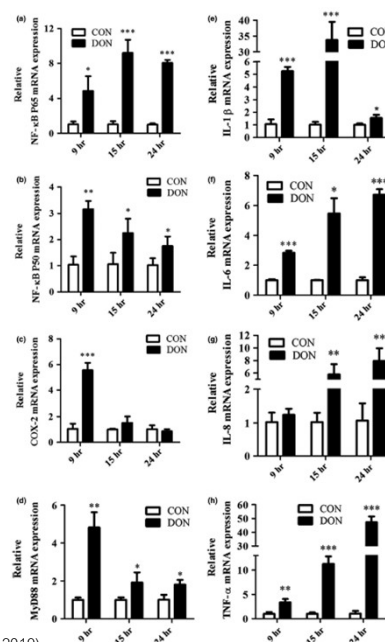 (a)
CON
DON
Relative
NF-κB P65 mRNA expression
15
10
5
0
*
***
***
9 hr
15 hr
24 hr
(b)
CON
DON
Relative
NF-κB P50 mRNA expression
4
3
2
1
0
**
*
*
9 hr
15 hr
24 hr
(c)
CON
DON
Relative
COX-2 mRNA expression
8
6
4
2
0
***
9 hr
15 hr
24 hr
(d)
CON
DON
Relative
MyD88 mRNA expression
6
4
2
0
**
*
*
9 hr
15 hr
24 hr
(e)
CON
DON
Relative
IL-1β mRNA expression
40
30
20
10
6
4
2
0
***
***
*
9 hr
15 hr
24 hr
(f)
CON
DON
Relative
IL-6 mRNA expression
8
6
4
2
0
***
*
***
9 hr
15 hr
24 hr
(g)
CON
DON
Relative
IL-8 mRNA expression
12
10
8
6
4
2
1
0
**
**
9 hr
15 hr
24 hr
(h)
CON
DON
Relative
TNF-α mRNA expression
60
50
40
30
20
10
5
0
**
***
***
9 hr
15 hr
24 hr